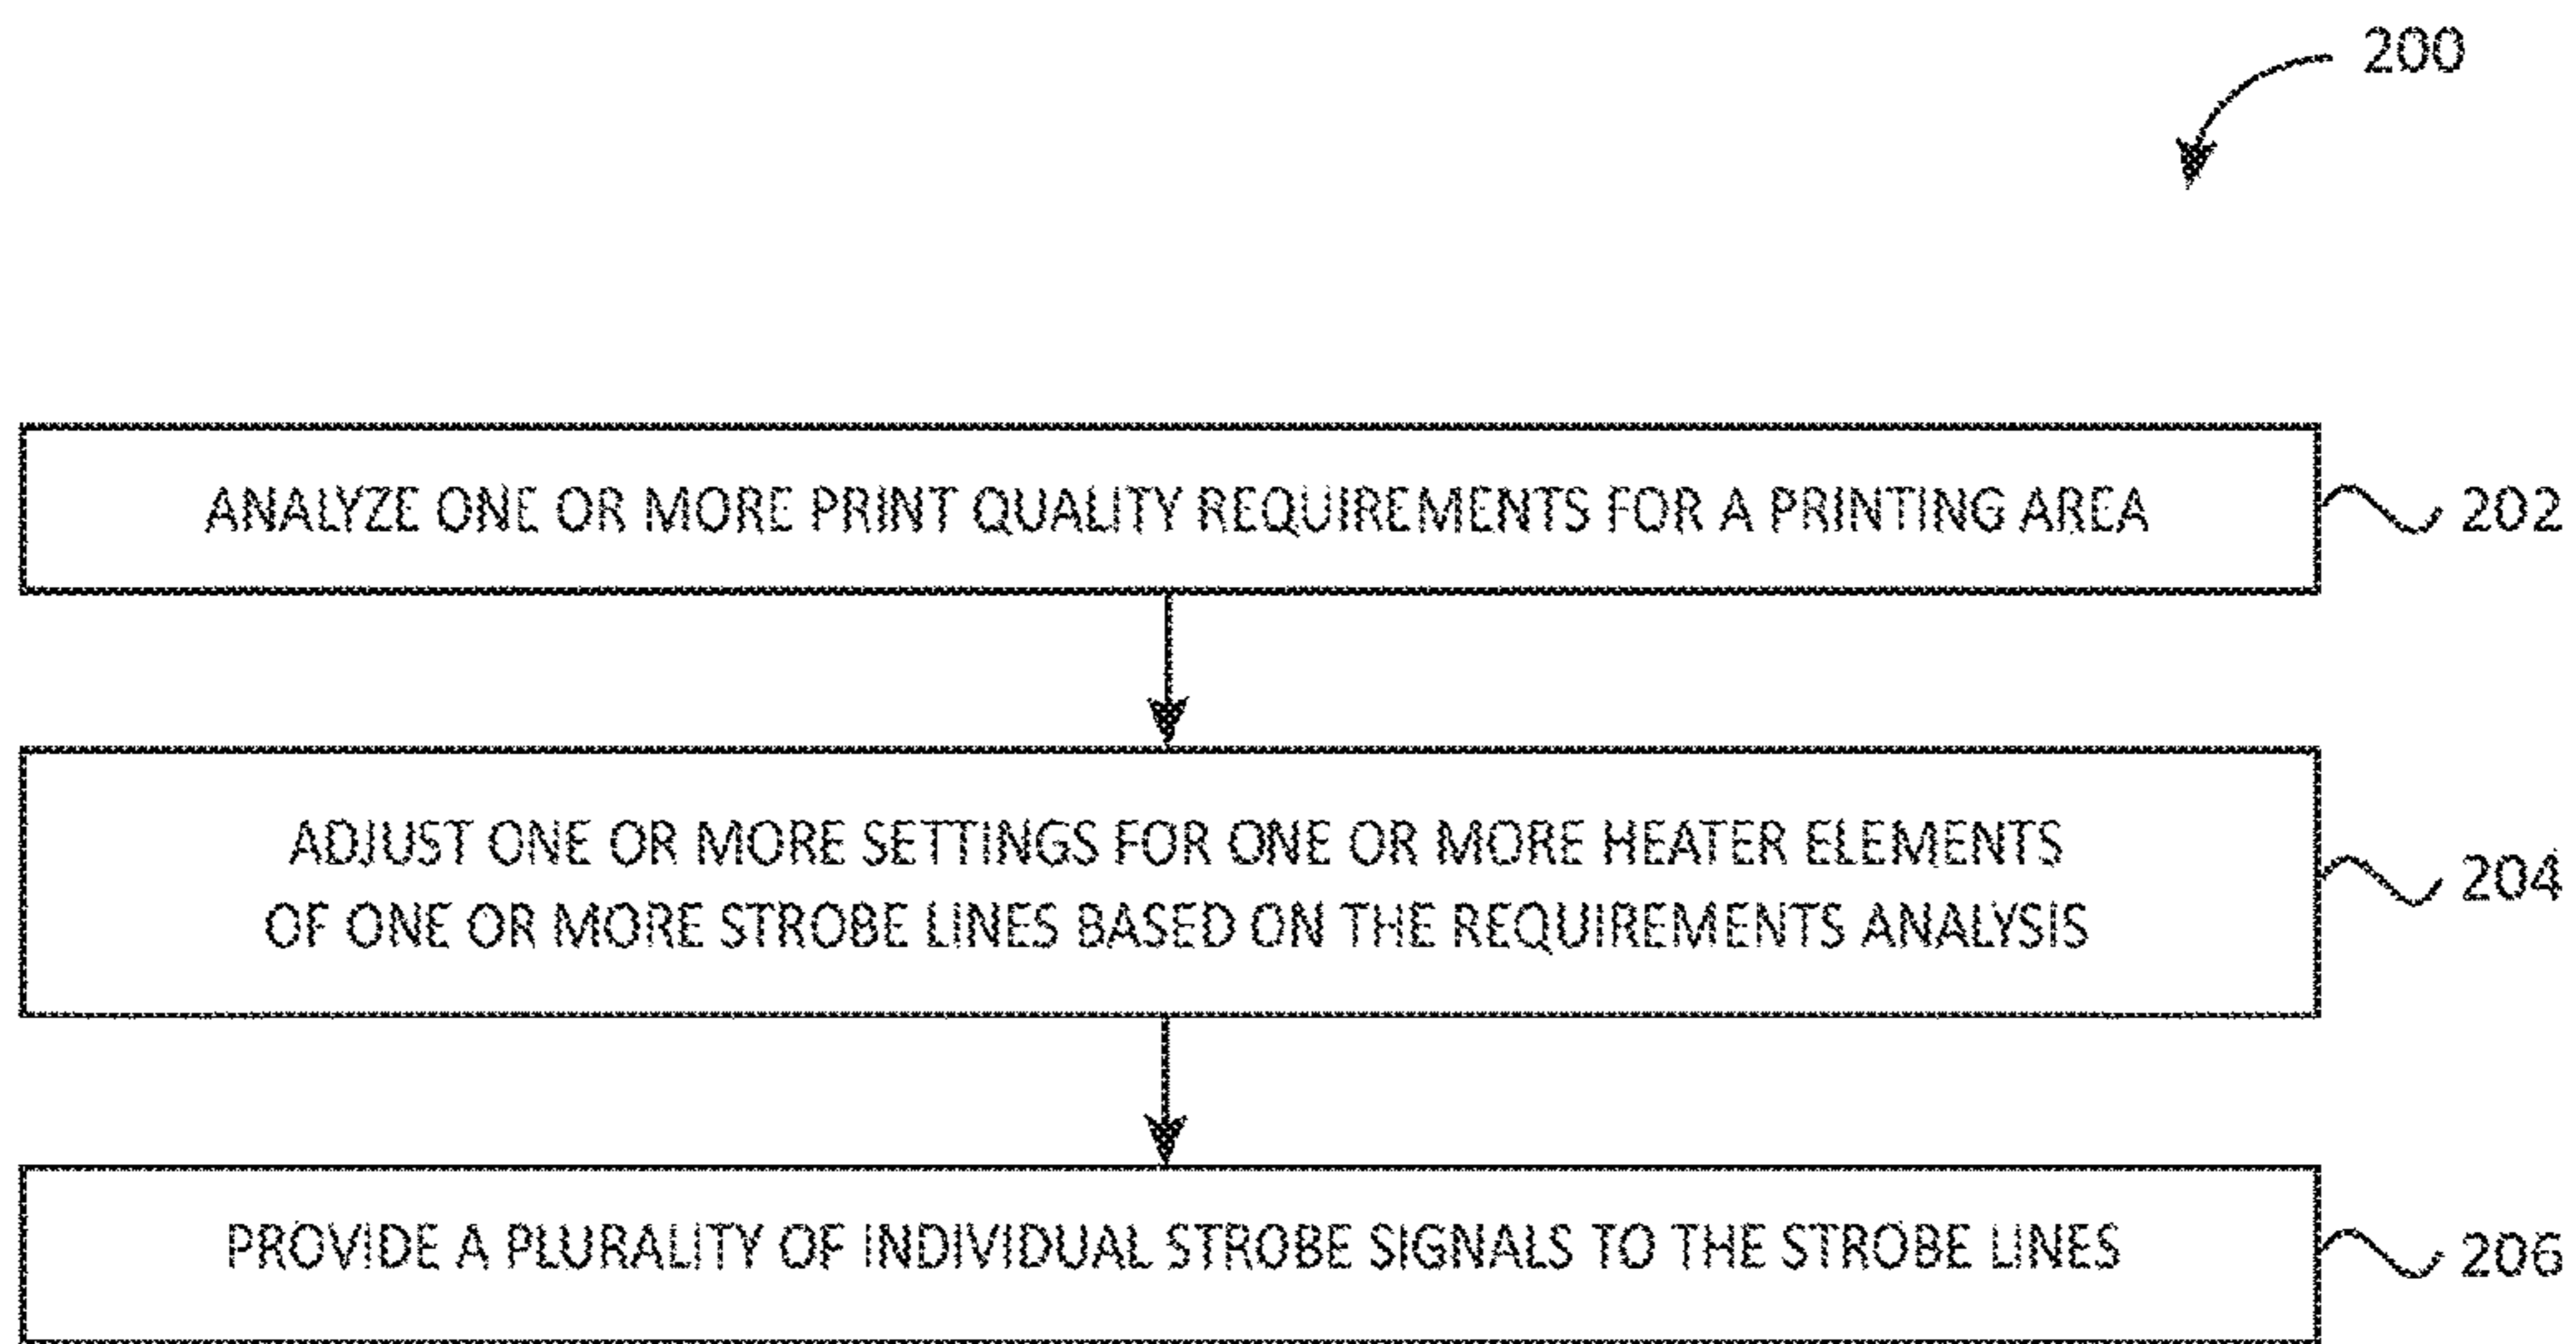 200
ANALYZE ONE OR MORE PRINT QUALITY REQUIREMENTS FOR A PRINTING AREA
202
ADJUST ONE OR MORE SETTINGS FOR ONE OR MORE HEATER ELEMENTS
OF ONE OR MORE STROBE LINES BASED ON THE REQUIREMENTS ANALYSIS
204
PROVIDE A PLURALITY OF INDIVIDUAL STROBE SIGNALS TO THE STROBE LINES
206